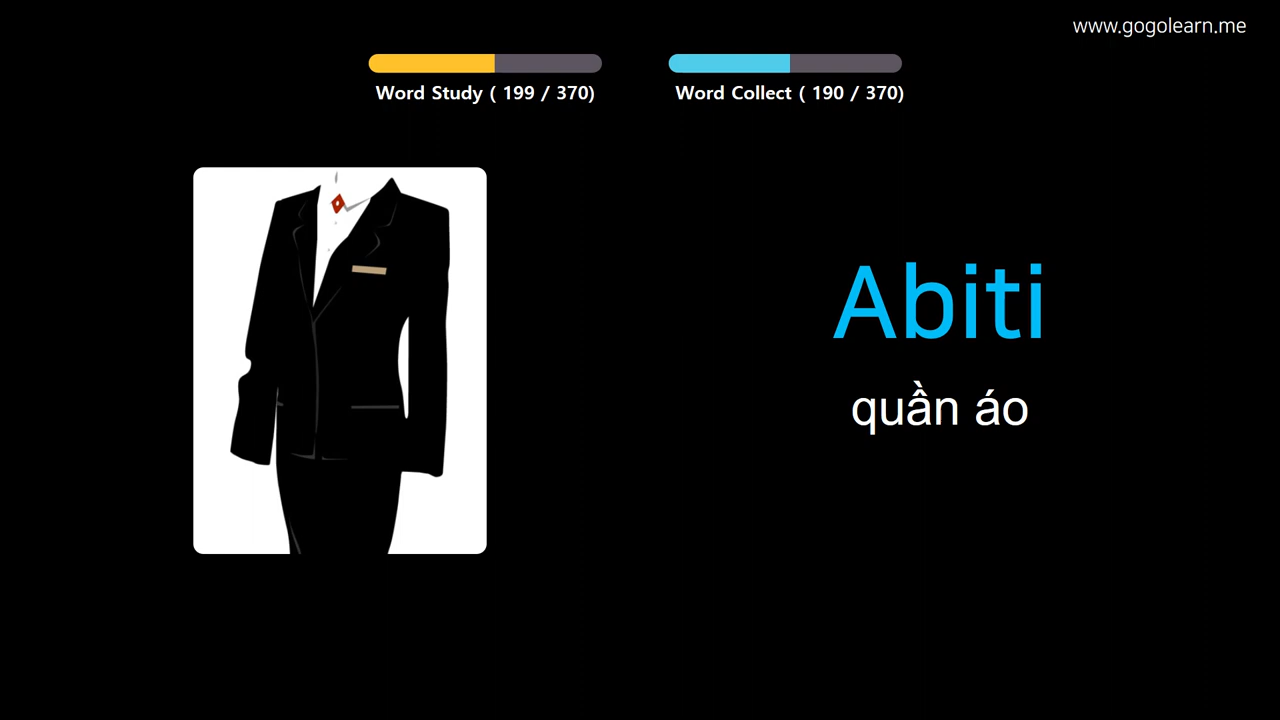 www.gogolearn.me
Word Study ( 199 / 370)
Word Collect ( 190 / 370)
Abiti
quần áo